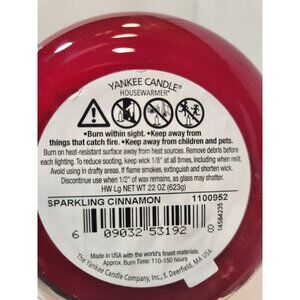 YANKEE CANDLE®
HOUSEWARMER®
•Burn within sight. •Keep away from
things that catch fire. •Keep away from children and pets.
Burn on heat-resistant surface away from heat sources. Remove debris before
each lighting. To reduce sooting, keep wick 1/8" at all times, including when relit.
Avoid using in drafty areas. If flame smokes, extinguish and shorten wick.
Discontinue use when 1/2" of wax remains, as glass may shatter.
HW Lg NET WT 22 OZ (623g)
SPARKLING CINNAMON 1100952
6 09032 53192 8
14584235
Made in USA with the world's finest materials.
Approx. Burn Time: 110-150 hours
The Yankee Candle Company, Inc., S. Deerfield, MA USA